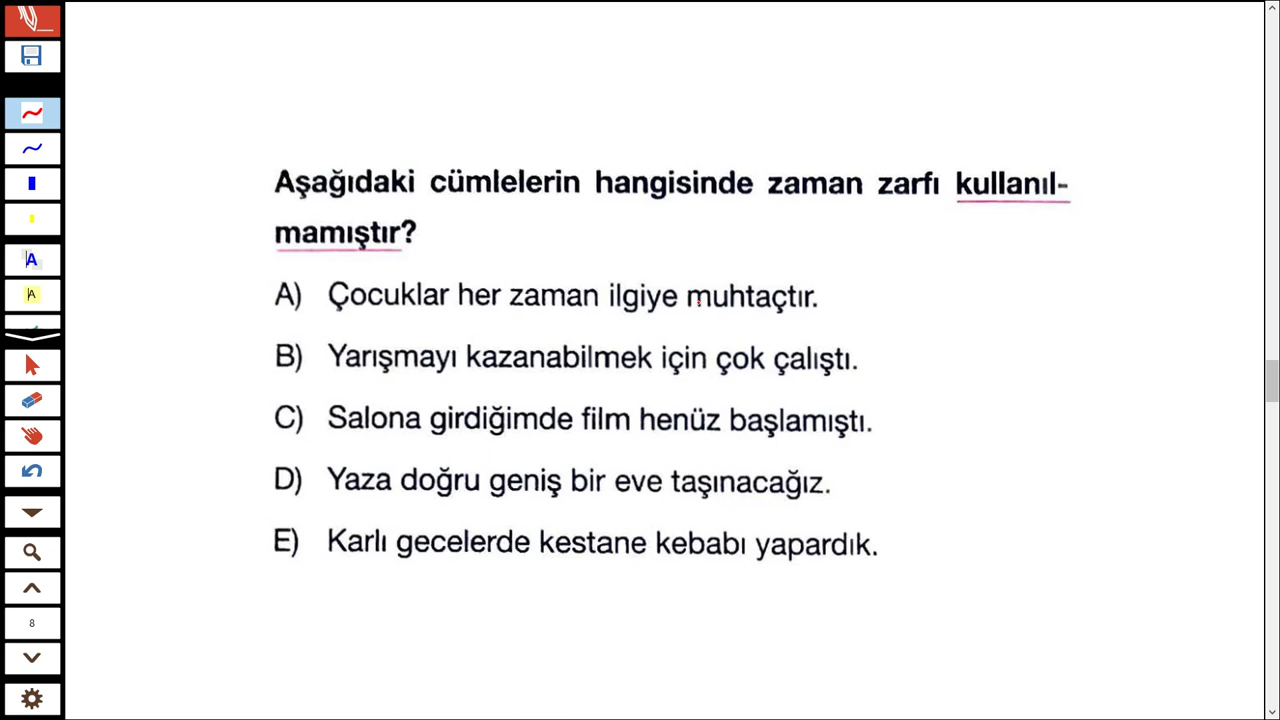 Aşağıdaki cümlelerin hangisinde zaman zarfı kullanıl-
mamıştır?
A) Çocuklar her zaman ilgiye muhtaçtır.
B) Yarışmayı kazanabilmek için çok çalıştı.
C) Salona girdiğimde film henüz başlamıştı.
D) Yaza doğru geniş bir eve taşınacağız.
E) Karlı gecelerde kestane kebabı yapardık.
A
A
8